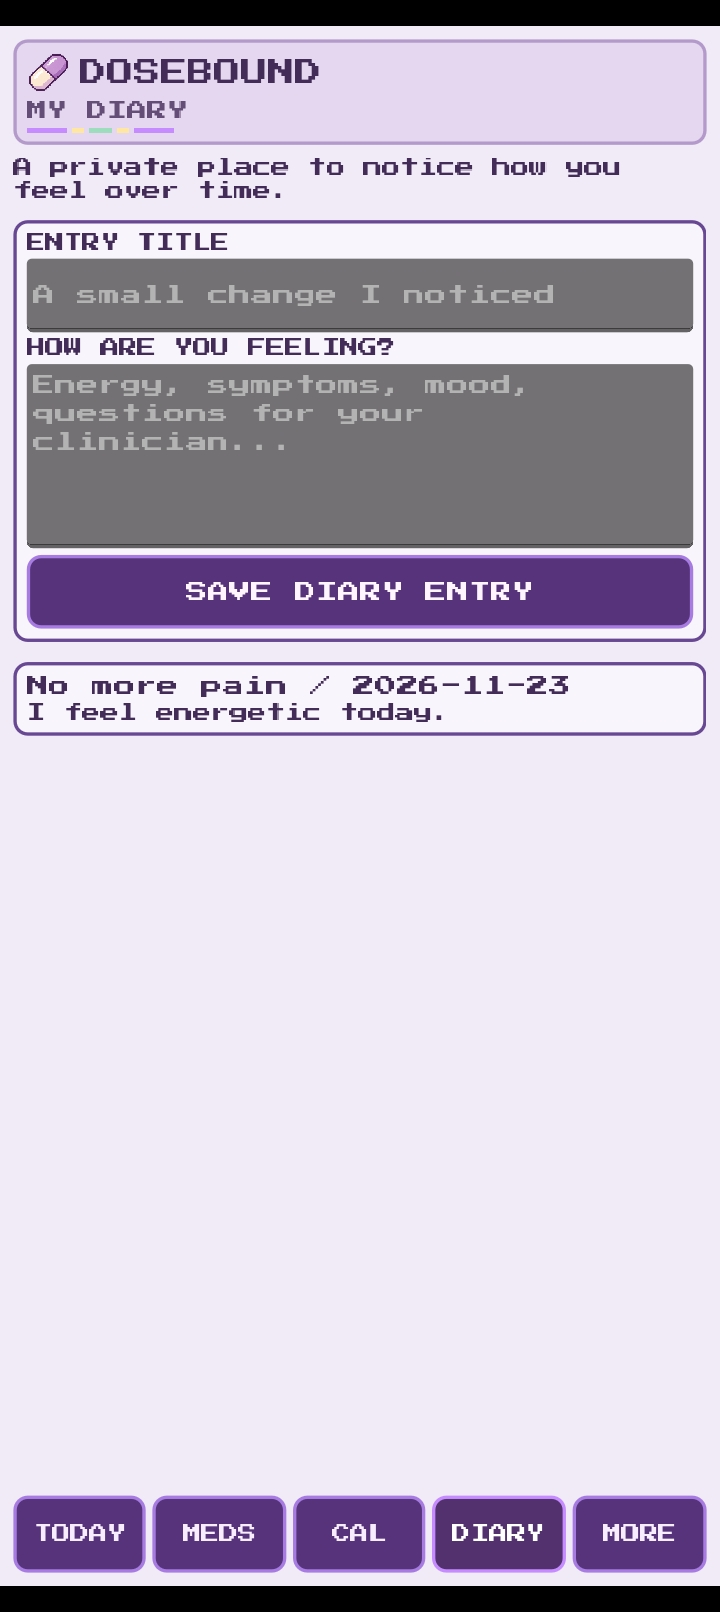 DOSEBOUND
MY DIARY
A private place to notice how you
feel over time.
ENTRY TITLE
A small change I noticed
HOW ARE YOU FEELING?
Energy, symptoms, mood,
questions for your
clinician...
SAVE DIARY ENTRY
No more pain / 2026-11-23
I feel energetic today.
TODAY
MEDS
CAL
DIARY
MORE